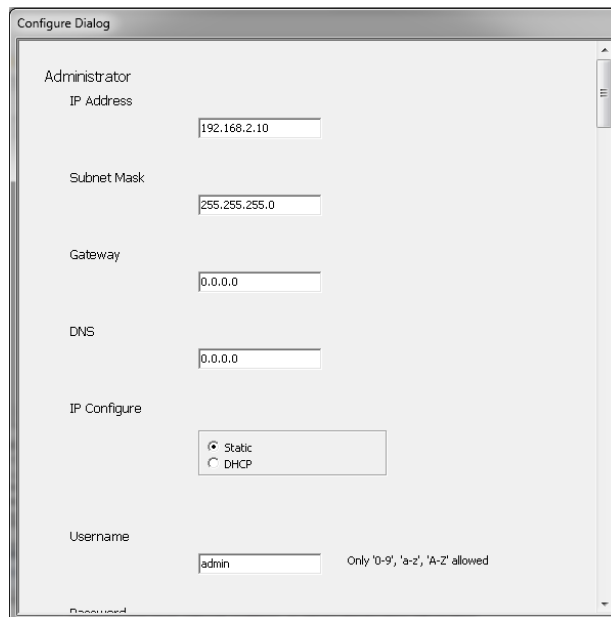 Configure Dialog
Administrator
IP Address
192.168.2.10
Subnet Mask
255.255.255.0
Gateway
0.0.0.0
DNS
0.0.0.0
IP Configure
Static
DHCP
Username
admin Only '0-9', 'a-z', 'A-Z' allowed
Password